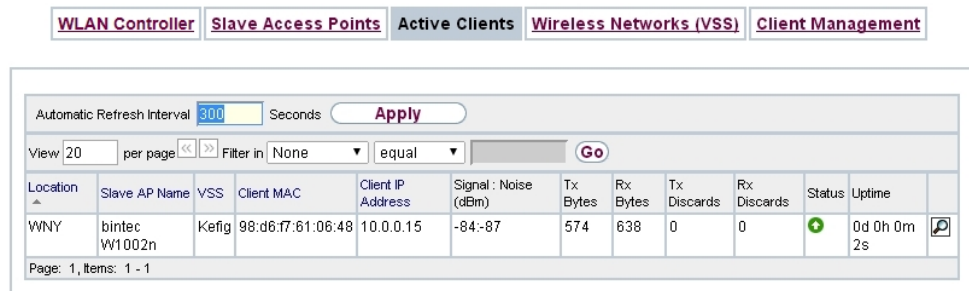 WLAN Controller Slave Access Points Active Clients Wireless Networks (VSS) Client Management
Automatic Refresh Interval 300 Seconds Apply
View 20 per page << >> Filter in None equal Go
Location Slave AP Name VSS Client MAC Client IP Address Signal : Noise (dBm) Tx Bytes Rx Bytes Tx Discards Rx Discards Status Uptime
WNY bintec W1002n Kefig 98:d6:f7:61:06:48 10.0.0.15 -84:-87 574 638 0 0 0d 0h 0m 2s
Page: 1, Items: 1 - 1